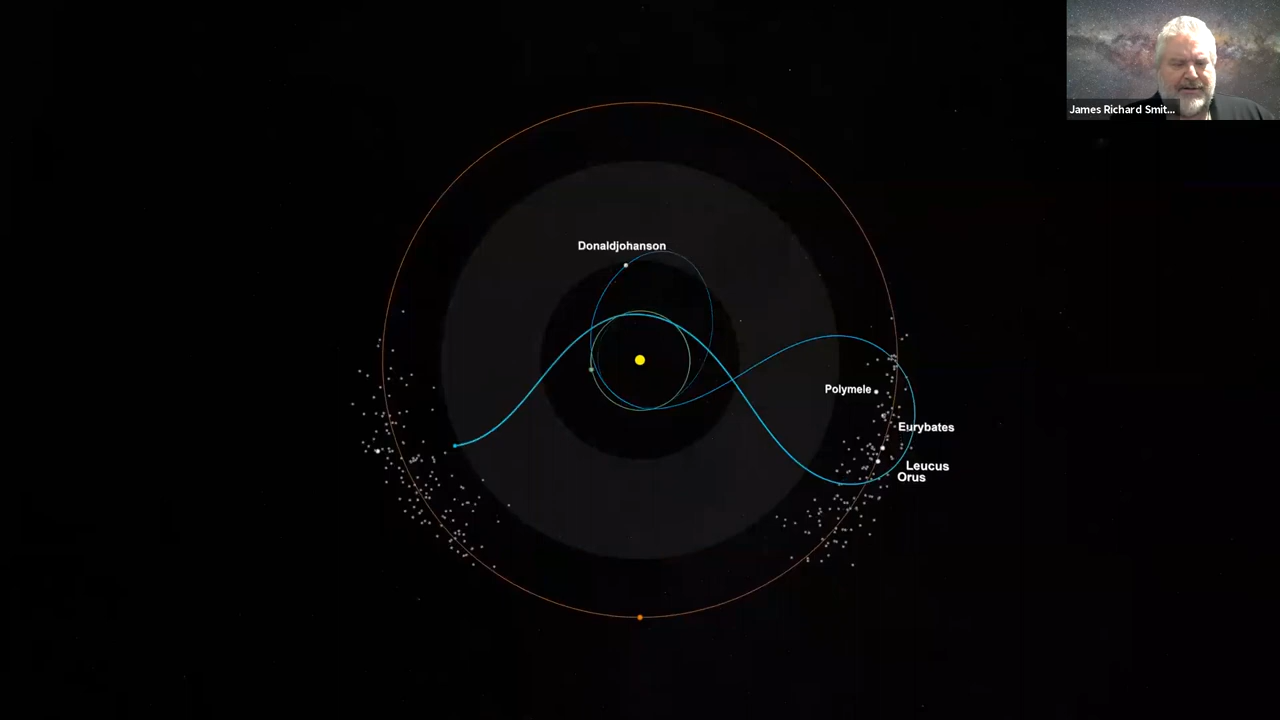 James Richard Smit...
Donaldjohanson
Polymele
Eurybates
Leucus
Orus